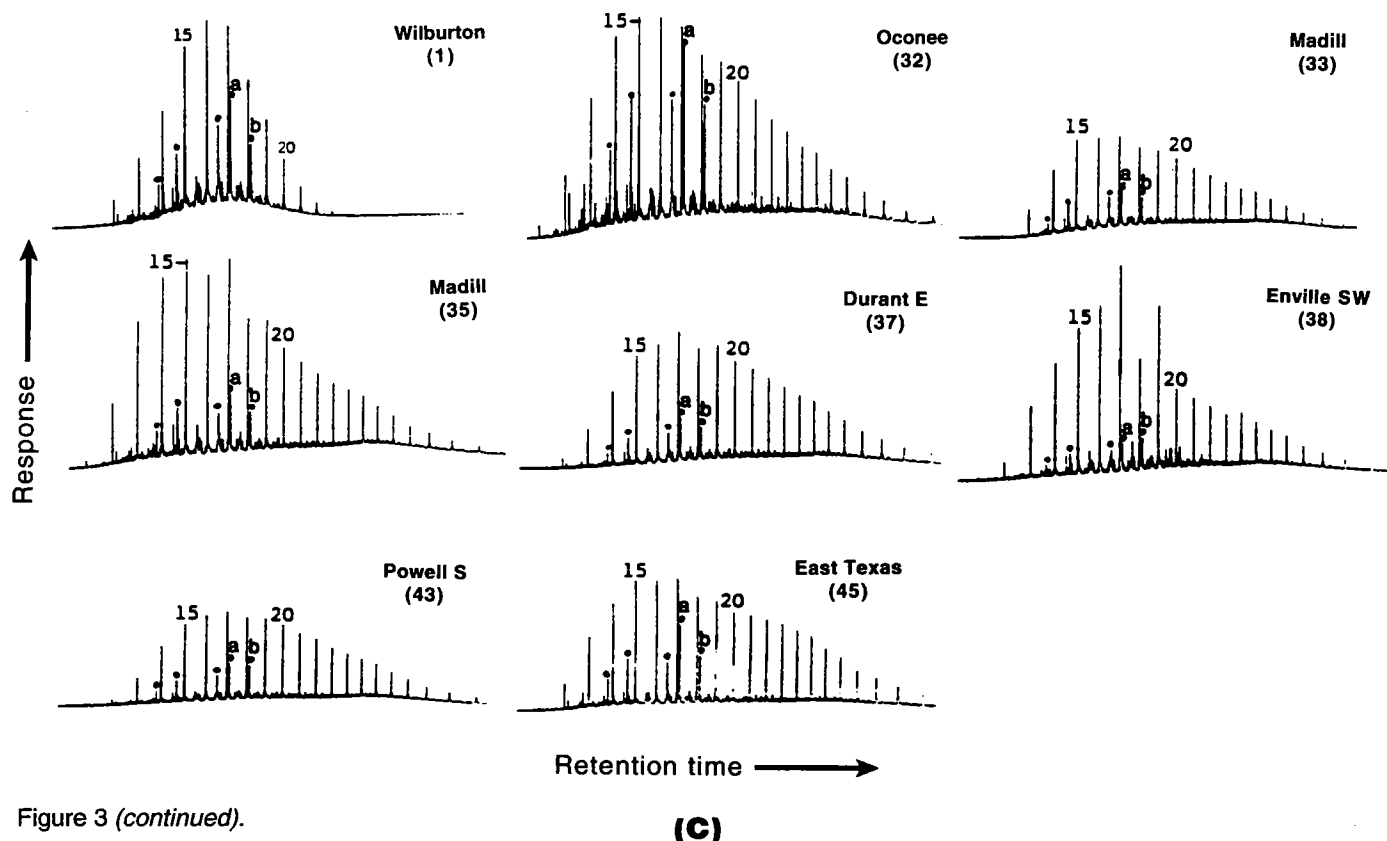 Wilburton
(1)
15
a
b
20
Oconee
(32)
15
a
b
20
Madill
(33)
15
a
b
20
Madill
(35)
15
a
b
20
Durant E
(37)
15
a
b
20
Enville SW
(38)
15
a
b
20
Powell S
(43)
15
a
b
20
East Texas
(45)
15
a
b
20
Response
Retention time
Figure 3 (continued).
(C)